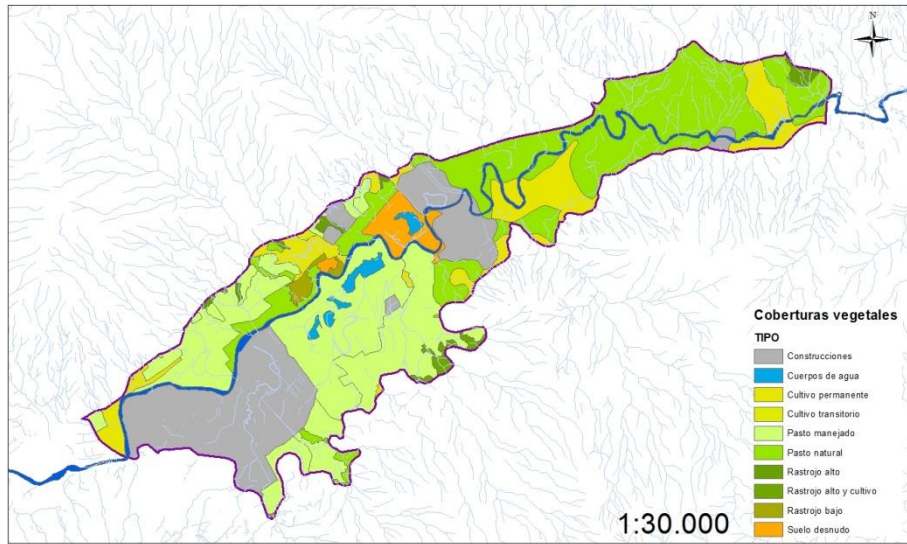 N
Coberturas vegetales
TIPO
Construcciones
Cuerpos de agua
Cultivo permanente
Cultivo transitorio
Pasto manejado
Pasto natural
Rastrojo alto
Rastrojo alto y cultivo
Rastrojo bajo
Suelo desnudo
1:30.000